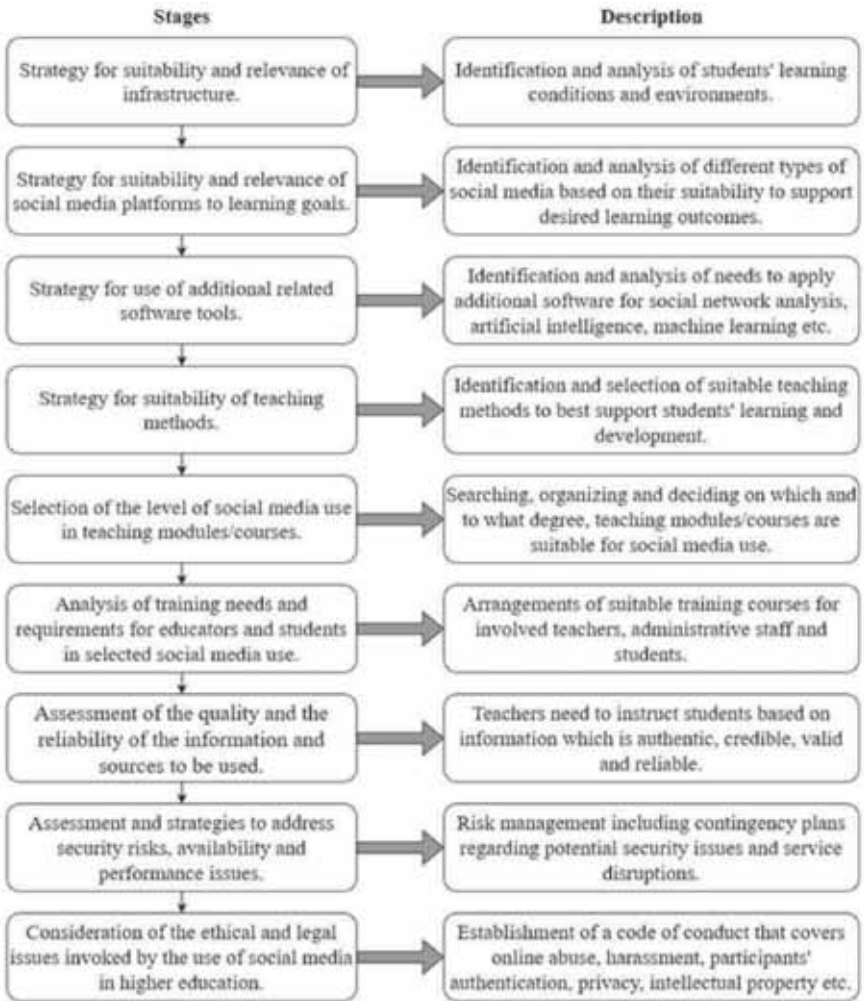 Stages
Description
Strategy for suitability and relevance of
infrastructure.
Identification and analysis of students' learning
conditions and environments.
Strategy for suitability and relevance of
social media platforms to learning goals.
Identification and analysis of different types of
social media based on their suitability to support
desired learning outcomes.
Strategy for use of additional related
software tools.
Identification and analysis of needs to apply
additional software for social network analysis,
artificial intelligence, machine learning etc.
Strategy for suitability of teaching
methods.
Identification and selection of suitable teaching
methods to best support students' learning and
development.
Selection of the level of social media use
in teaching modules/courses.
Searching, organizing and deciding on which and
to what degree, teaching modules/courses are
suitable for social media use.
Analysis of training needs and
requirements for educators and students
in selected social media use.
Arrangements of suitable training courses for
involved teachers, administrative staff and
students.
Assessment of the quality and the
reliability of the information and
sources to be used.
Teachers need to instruct students based on
information which is authentic, credible, valid
and reliable.
Assessment and strategies to address
security risks, availability and
performance issues.
Risk management including contingency plans
regarding potential security issues and service
disruptions.
Consideration of the ethical and legal
issues invoked by the use of social media
in higher education.
Establishment of a code of conduct that covers
online abuse, harassment, participants'
authentication, privacy, intellectual property etc.